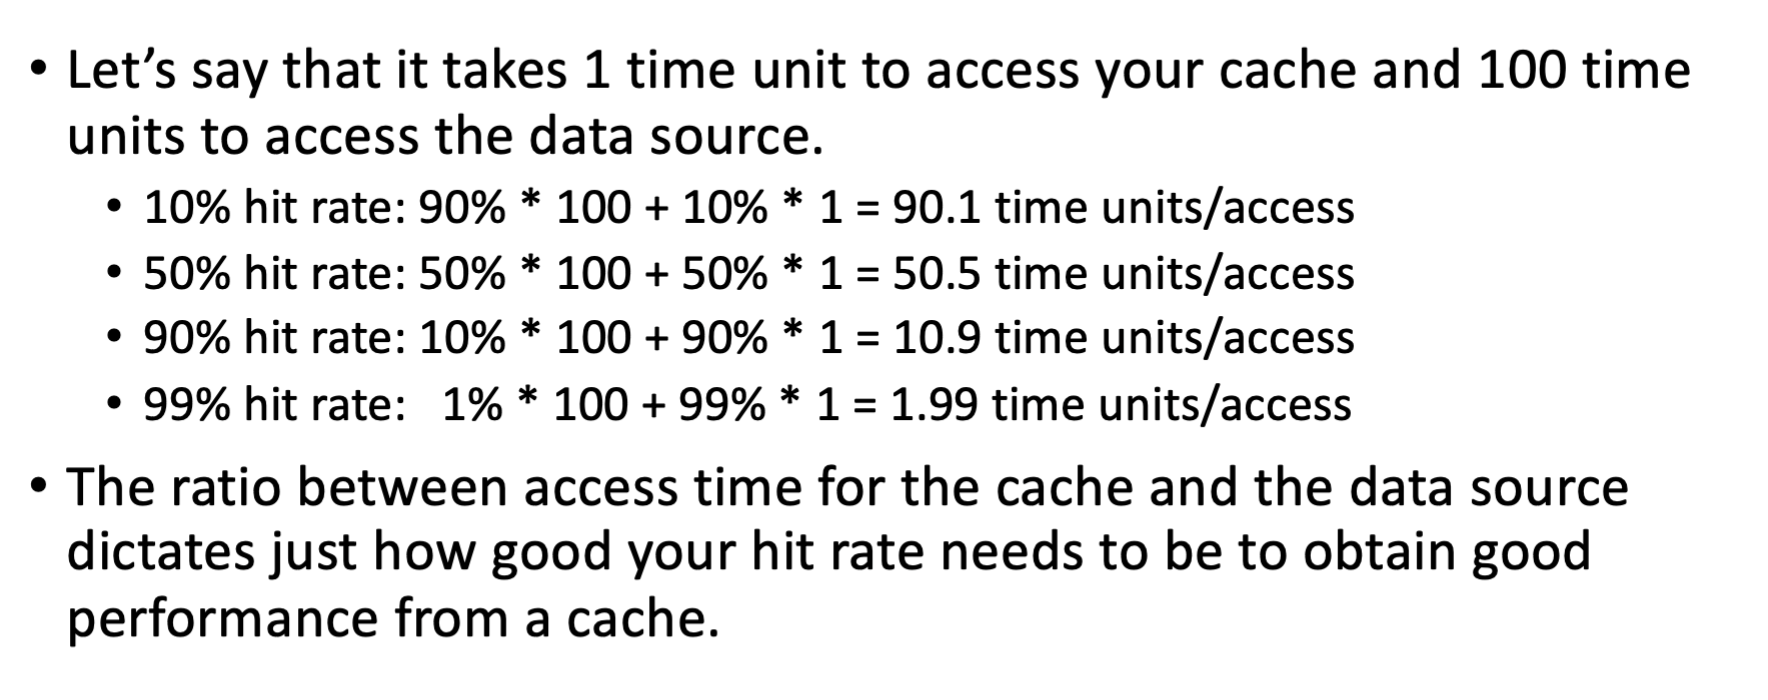 • Let’s say that it takes 1 time unit to access your cache and 100 time
units to access the data source.
• 10% hit rate: 90% * 100 + 10% * 1 = 90.1 time units/access
• 50% hit rate: 50% * 100 + 50% * 1 = 50.5 time units/access
• 90% hit rate: 10% * 100 + 90% * 1 = 10.9 time units/access
• 99% hit rate: 1% * 100 + 99% * 1 = 1.99 time units/access
• The ratio between access time for the cache and the data source
dictates just how good your hit rate needs to be to obtain good
performance from a cache.